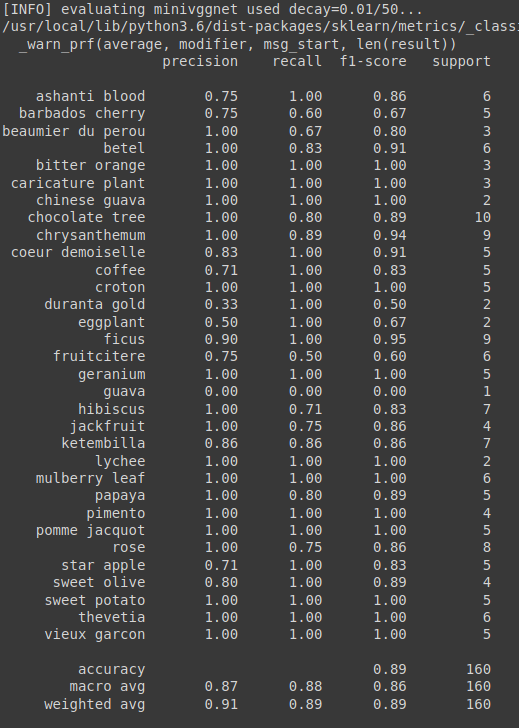 [INFO] evaluating minivggnet used decay=0.01/50...
/usr/local/lib/python3.6/dist-packages/sklearn/metrics/_classi
_warn_prf(average, modifier, msg_start, len(result))
precision recall f1-score support
ashanti blood 0.75 1.00 0.86 6
barbados cherry 0.75 0.60 0.67 5
beaumier du perou 1.00 0.67 0.80 3
betel 1.00 0.83 0.91 6
bitter orange 1.00 1.00 1.00 3
caricature plant 1.00 1.00 1.00 3
chinese guava 1.00 1.00 1.00 2
chocolate tree 1.00 0.80 0.89 10
chrysanthemum 1.00 0.89 0.94 9
coeur demoiselle 0.83 1.00 0.91 5
coffee 0.71 1.00 0.83 5
croton 1.00 1.00 1.00 5
duranta gold 0.33 1.00 0.50 2
eggplant 0.50 1.00 0.67 2
ficus 0.90 1.00 0.95 9
fruitcitere 0.75 0.50 0.60 6
geranium 1.00 1.00 1.00 5
guava 0.00 0.00 0.00 1
hibiscus 1.00 0.71 0.83 7
jackfruit 1.00 0.75 0.86 4
ketembilla 0.86 0.86 0.86 7
lychee 1.00 1.00 1.00 2
mulberry leaf 1.00 1.00 1.00 6
papaya 1.00 0.80 0.89 5
pimento 1.00 1.00 1.00 4
pomme jacquot 1.00 1.00 1.00 5
rose 1.00 0.75 0.86 8
star apple 0.71 1.00 0.83 5
sweet olive 0.80 1.00 0.89 4
sweet potato 1.00 1.00 1.00 5
thevetia 1.00 1.00 1.00 6
vieux garcon 1.00 1.00 1.00 5
accuracy 0.89 160
macro avg 0.87 0.88 0.86 160
weighted avg 0.91 0.89 0.89 160